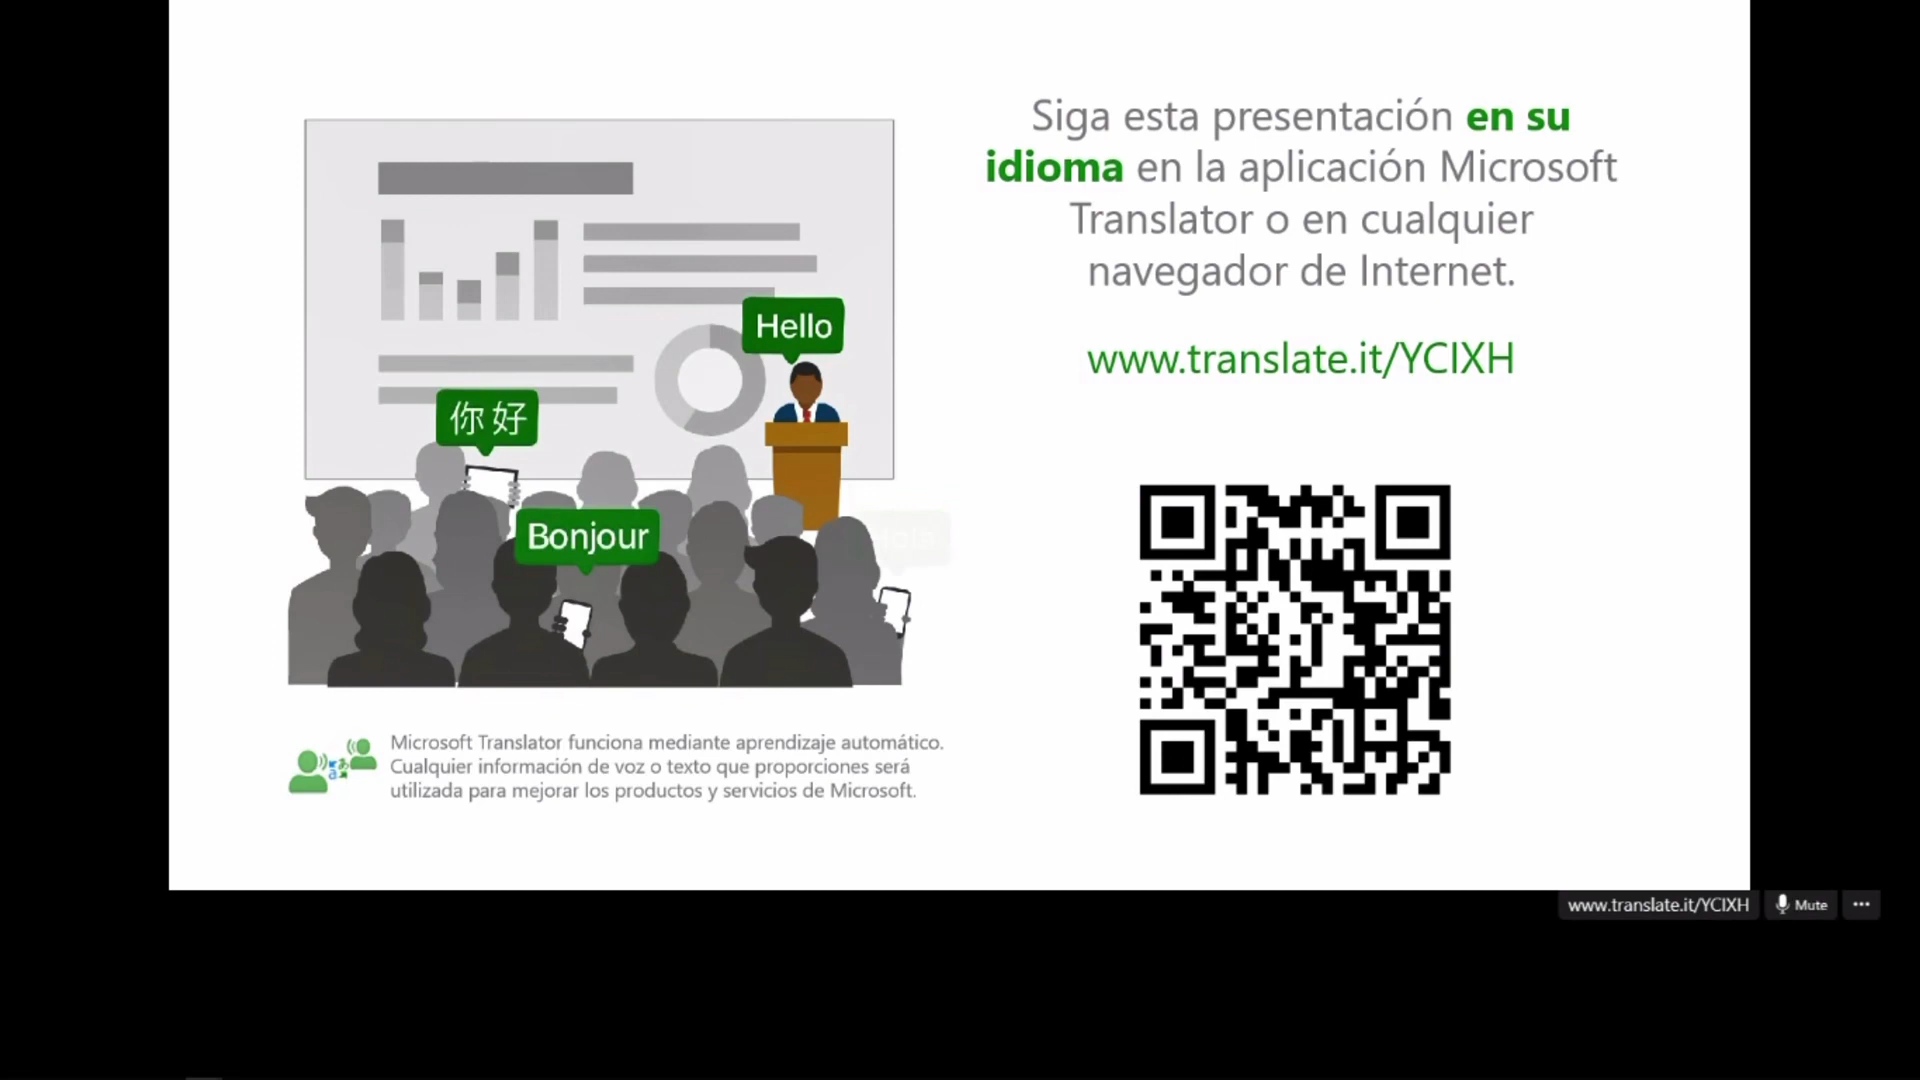 Siga esta presentación en su
idioma en la aplicación Microsoft
Translator o en cualquier
navegador de Internet.
www.translate.it/YCIXH
Hello
你好
Bonjour
Microsoft Translator funciona mediante aprendizaje automático.
Cualquier información de voz o texto que proporciones será
utilizada para mejorar los productos y servicios de Microsoft.
www.translate.it/YCIXH
Mute